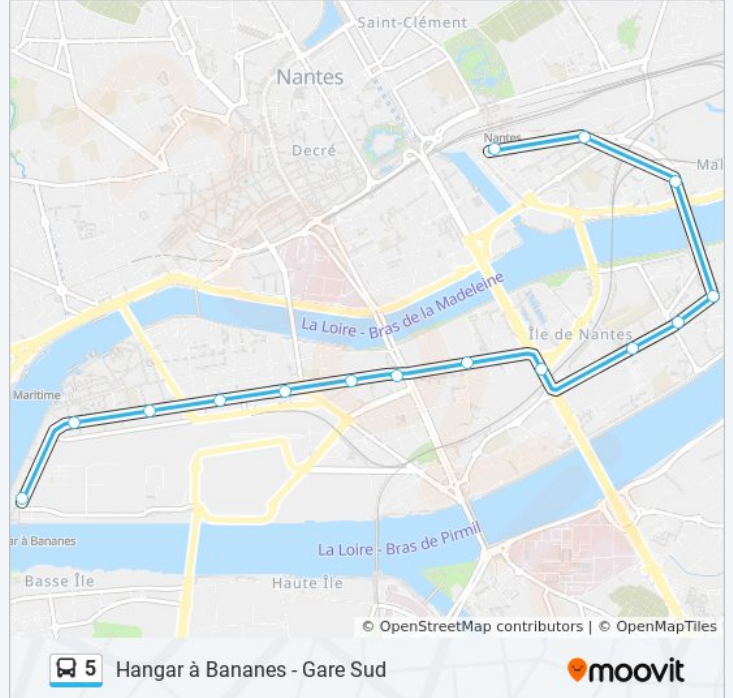 Saint-Clément
Nantes
Nantes
Decré
Mal
La Loire - Bras de la Madeleine
Île de Nantes
Maritime
ar à Bananes
La Loire - Bras de Pirmil
Basse Île
Haute Île
© OpenStreetMap contributors | © OpenMapTiles
5 Hangar à Bananes - Gare Sud
moovit